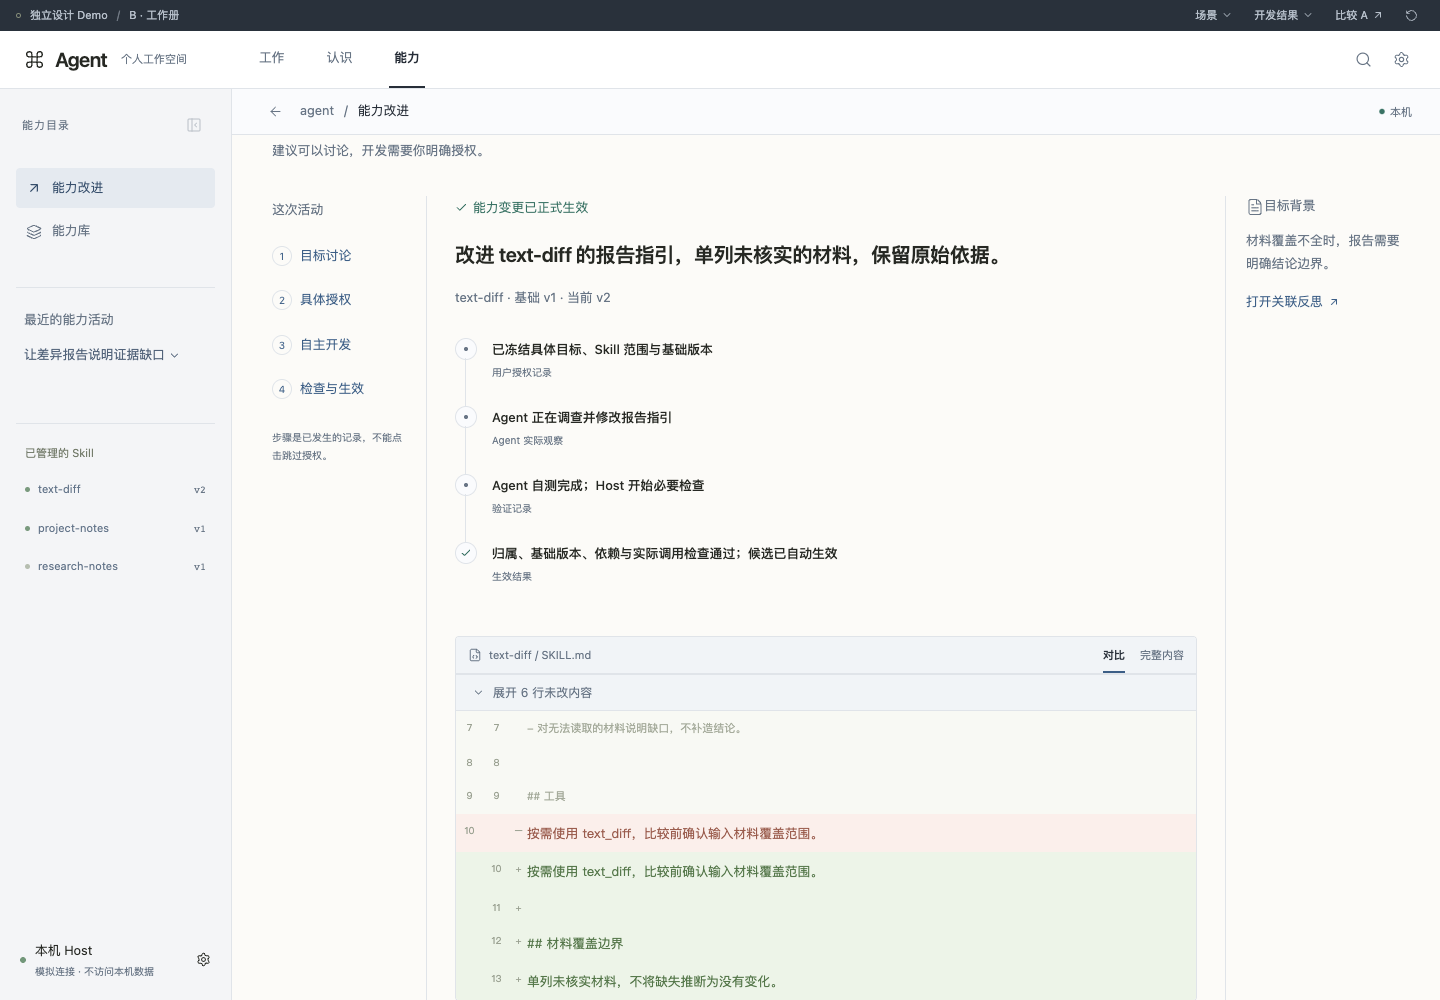 独立设计 Demo / B · 工作册
场景
开发结果
比较 A
Agent
个人工作空间
工作
认识
能力
能力目录
能力改进
能力库
最近的能力活动
让差异报告说明证据缺口
已管理的 Skill
text-diff v2
project-notes v1
research-notes v1
本机 Host
模拟连接 · 不访问本机数据
agent / 能力改进
本机
建议可以讨论，开发需要你明确授权。
这次活动
1 目标讨论
2 具体授权
3 自主开发
4 检查与生效
步骤是已发生的记录，不能点
击跳过授权。
能力变更已正式生效
改进 text-diff 的报告指引，单列未核实的材料，保留原始依据。
text-diff · 基础 v1 · 当前 v2
已冻结具体目标、Skill 范围与基础版本
用户授权记录
Agent 正在调查并修改报告指引
Agent 实际观察
Agent 自测完成；Host 开始必要检查
验证记录
归属、基础版本、依赖与实际调用检查通过；候选已自动生效
生效结果
text-diff / SKILL.md
对比
完整内容
展开 6 行未改内容
7 7 – 对无法读取的材料说明缺口，不补造结论。
8 8
9 9 ## 工具
10 − 按需使用 text_diff，比较前确认输入材料覆盖范围。
10 + 按需使用 text_diff，比较前确认输入材料覆盖范围。
11 +
12 + ## 材料覆盖边界
13 + 单列未核实材料，不将缺失推断为没有变化。
目标背景
材料覆盖不全时，报告需要
明确结论边界。
打开关联反思